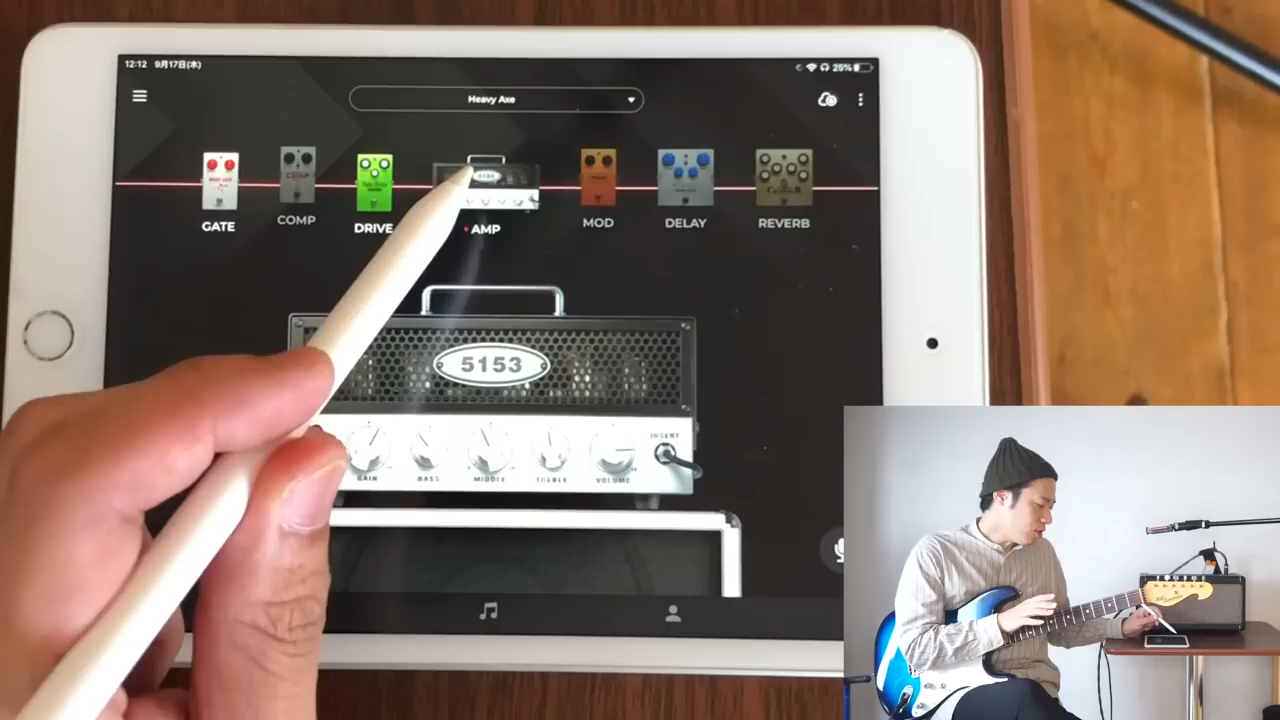 12:12 9月17日(木)
25%
Heavy Axe
GATE
COMP
DRIVE
AMP
MOD
DELAY
REVERB
5153
GAIN
BASS
MIDDLE
TREBLE
VOLUME
INSERT